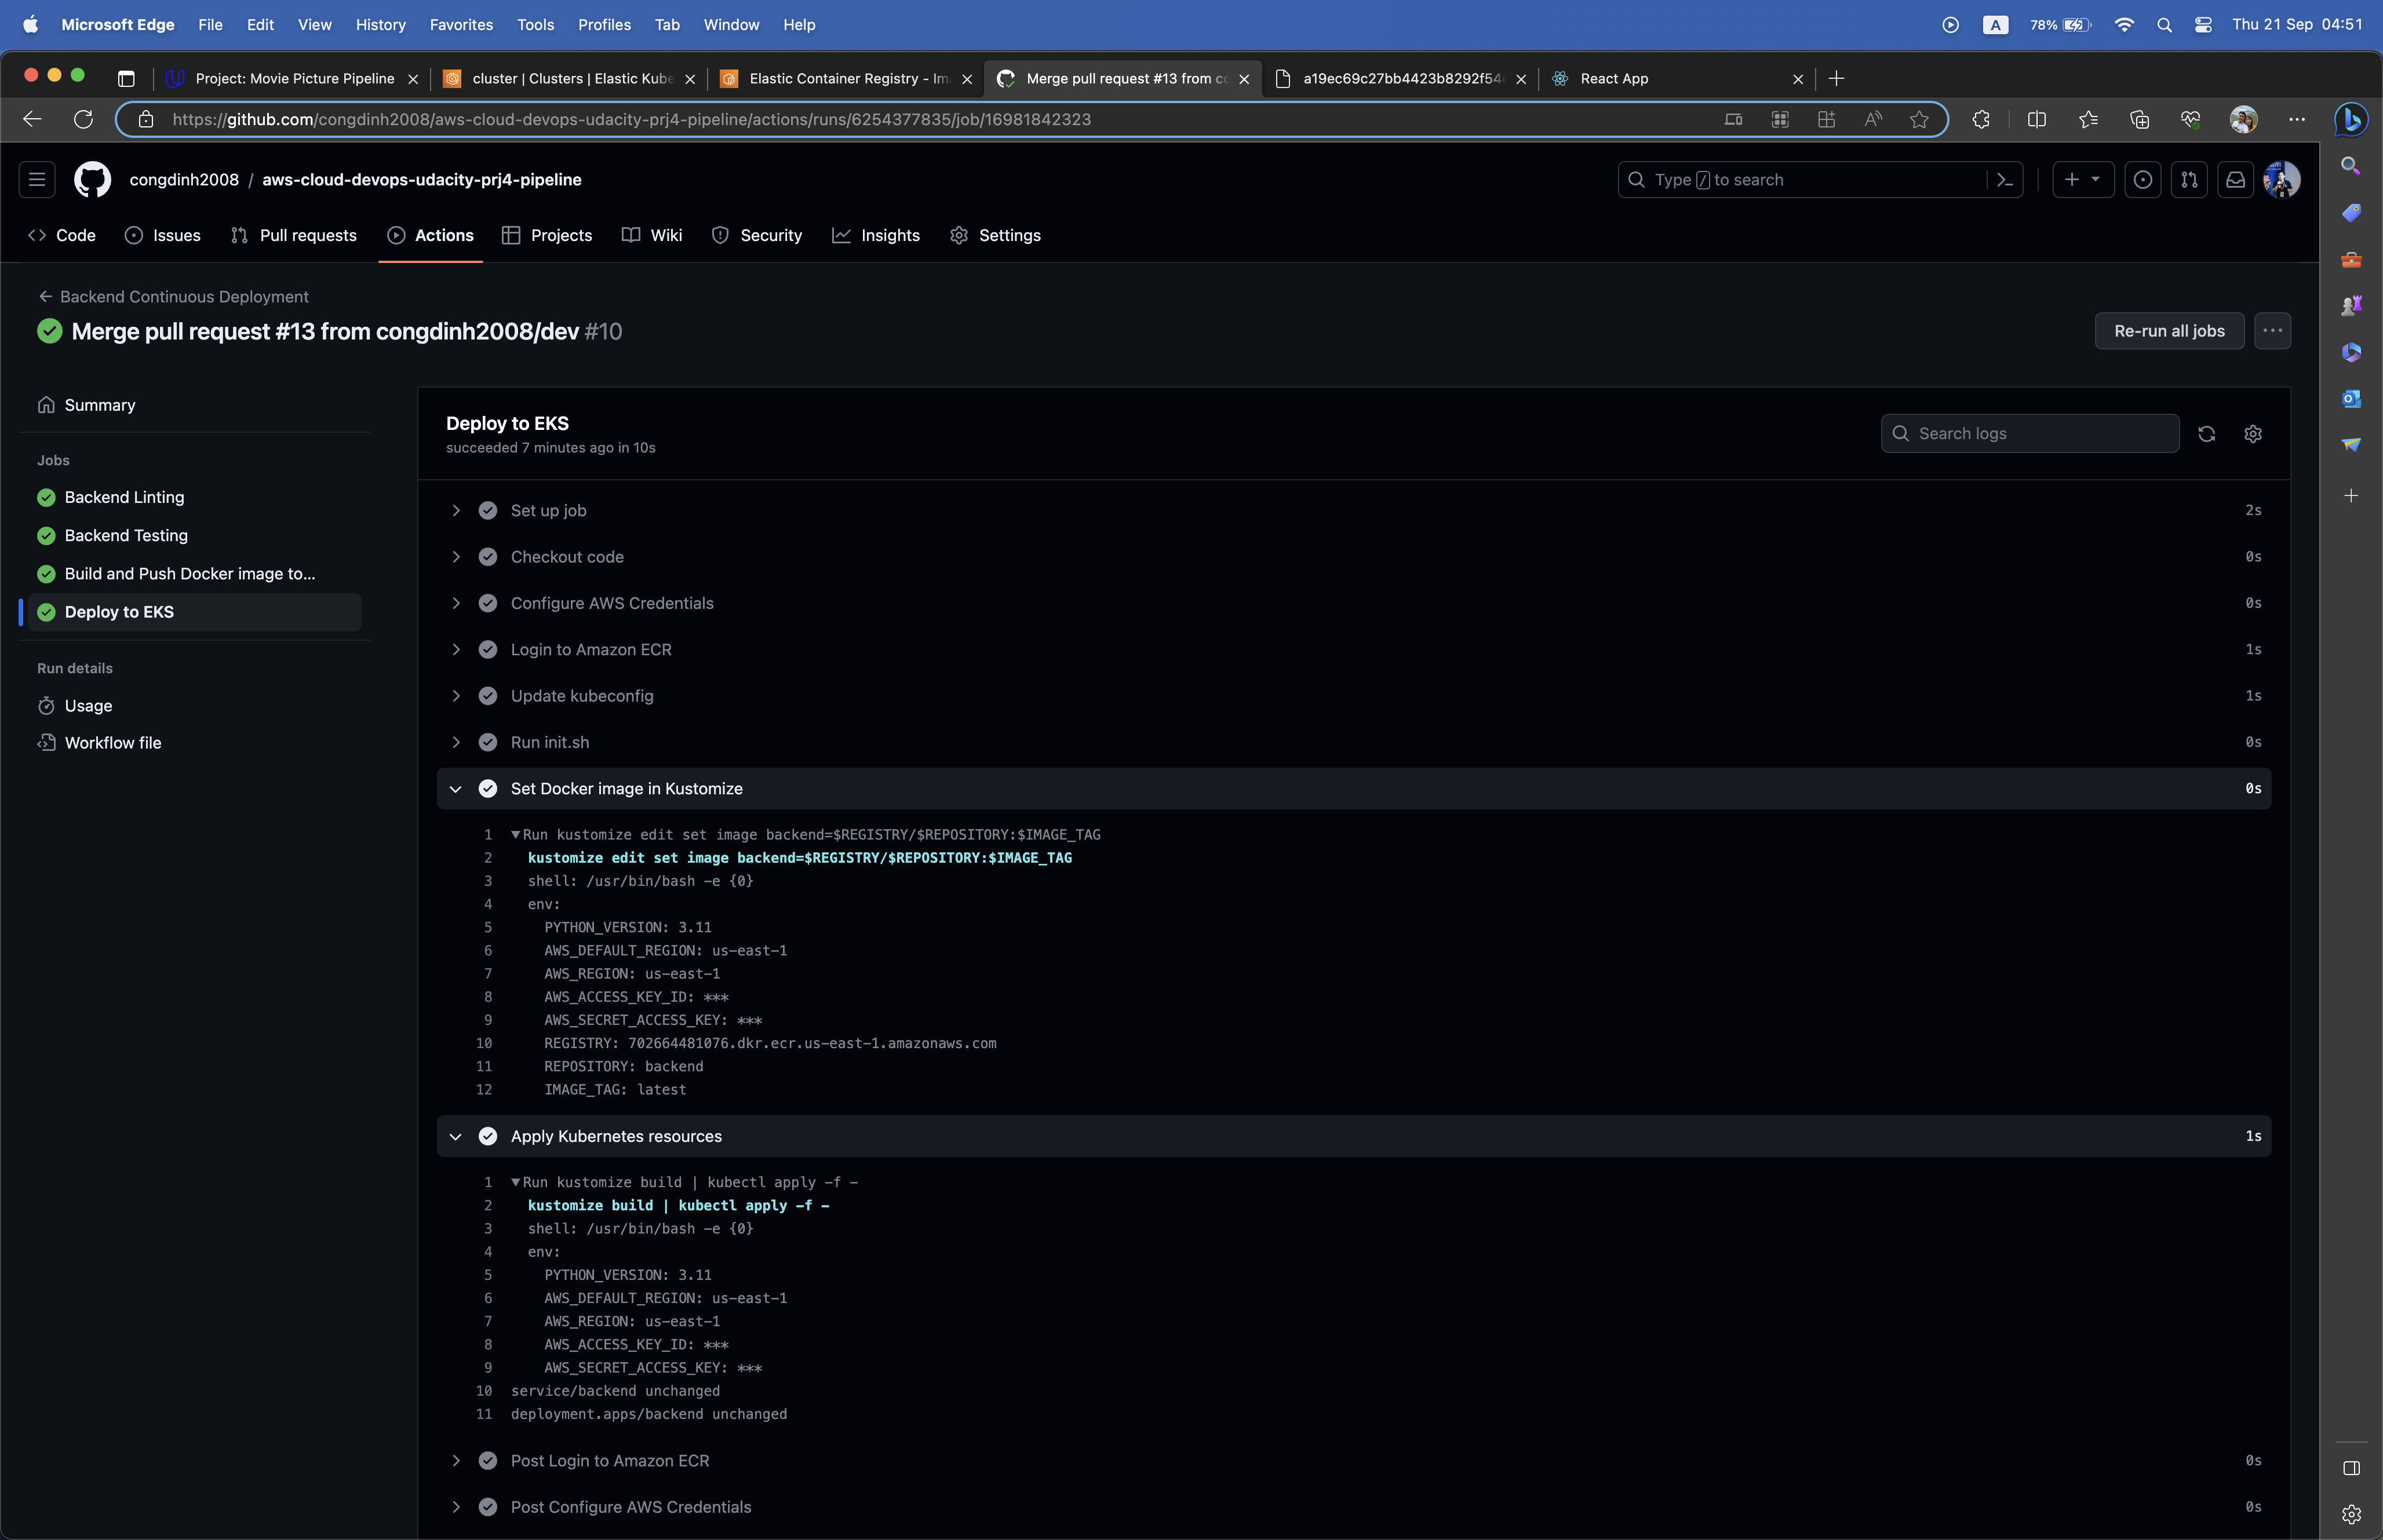 Microsoft Edge File Edit View History Favorites Tools Profiles Tab Window Help A 78% Thu 21 Sep 04:51
Project: Movie Picture Pipeline cluster | Clusters | Elastic Kube Elastic Container Registry - Im Merge pull request #13 from co a19ec69c27bb4423b8292f54 React App
https://github.com/congdinh2008/aws-cloud-devops-udacity-prj4-pipeline/actions/runs/6254377835/job/16981842323
congdinh2008 / aws-cloud-devops-udacity-prj4-pipeline Type / to search
Code Issues Pull requests Actions Projects Wiki Security Insights Settings
Backend Continuous Deployment
Merge pull request #13 from congdinh2008/dev #10
Re-run all jobs
Summary
Jobs
Backend Linting
Backend Testing
Build and Push Docker image to...
Deploy to EKS
Run details
Usage
Workflow file
Deploy to EKS
succeeded 7 minutes ago in 10s
Search logs
Set up job 2s
Checkout code 0s
Configure AWS Credentials 0s
Login to Amazon ECR 1s
Update kubeconfig 1s
Run init.sh 0s
Set Docker image in Kustomize 0s
1 ▼Run kustomize edit set image backend=$REGISTRY/$REPOSITORY:$IMAGE_TAG
2 kustomize edit set image backend=$REGISTRY/$REPOSITORY:$IMAGE_TAG
3 shell: /usr/bin/bash -e {0}
4 env:
5 PYTHON_VERSION: 3.11
6 AWS_DEFAULT_REGION: us-east-1
7 AWS_REGION: us-east-1
8 AWS_ACCESS_KEY_ID: ***
9 AWS_SECRET_ACCESS_KEY: ***
10 REGISTRY: 702664481076.dkr.ecr.us-east-1.amazonaws.com
11 REPOSITORY: backend
12 IMAGE_TAG: latest
Apply Kubernetes resources 1s
1 ▼Run kustomize build | kubectl apply -f -
2 kustomize build | kubectl apply -f -
3 shell: /usr/bin/bash -e {0}
4 env:
5 PYTHON_VERSION: 3.11
6 AWS_DEFAULT_REGION: us-east-1
7 AWS_REGION: us-east-1
8 AWS_ACCESS_KEY_ID: ***
9 AWS_SECRET_ACCESS_KEY: ***
10 service/backend unchanged
11 deployment.apps/backend unchanged
Post Login to Amazon ECR 0s
Post Configure AWS Credentials 0s